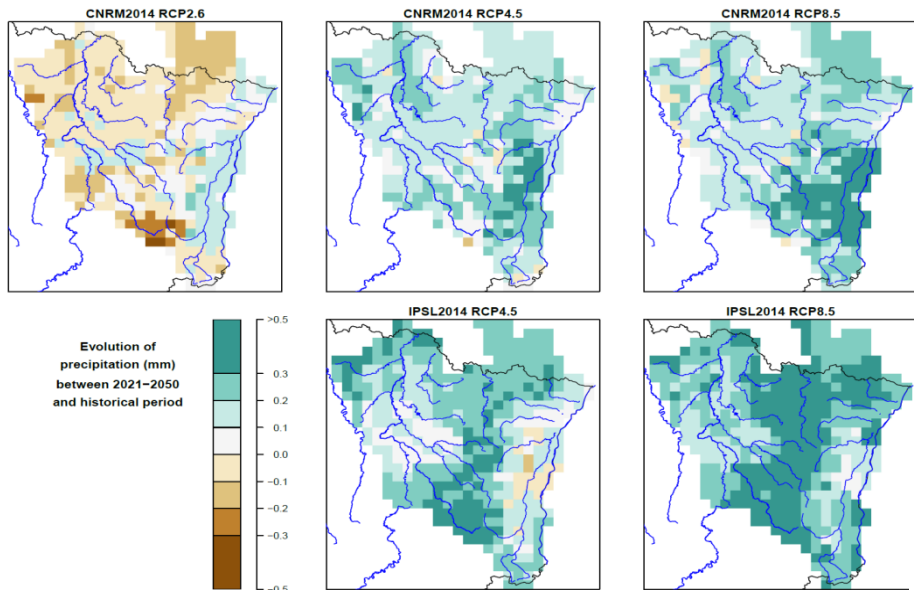 CNRM2014 RCP2.6
CNRM2014 RCP4.5
CNRM2014 RCP8.5
IPSL2014 RCP4.5
IPSL2014 RCP8.5
Evolution of
precipitation (mm)
between 2021−2050
and historical period
>0.5
0.3
0.2
0.1
0.0
−0.1
−0.2
−0.3
−0.5